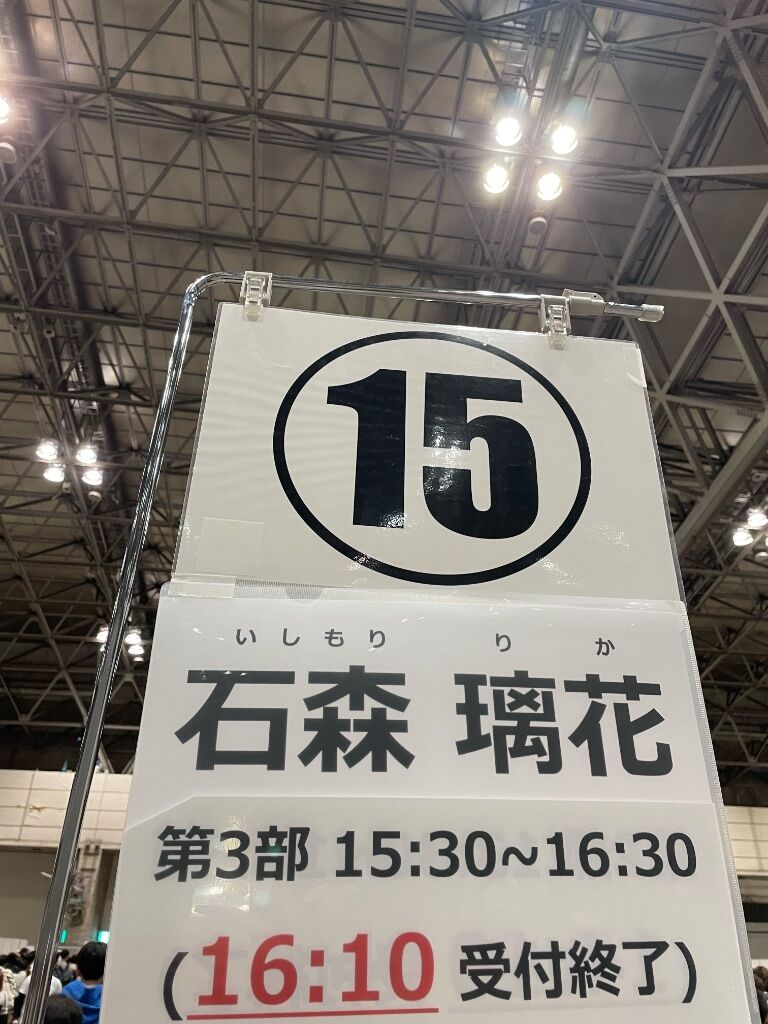 15
いしもり りか
石森 璃花
第3部 15:30~16:30
(16:10 受付終了)